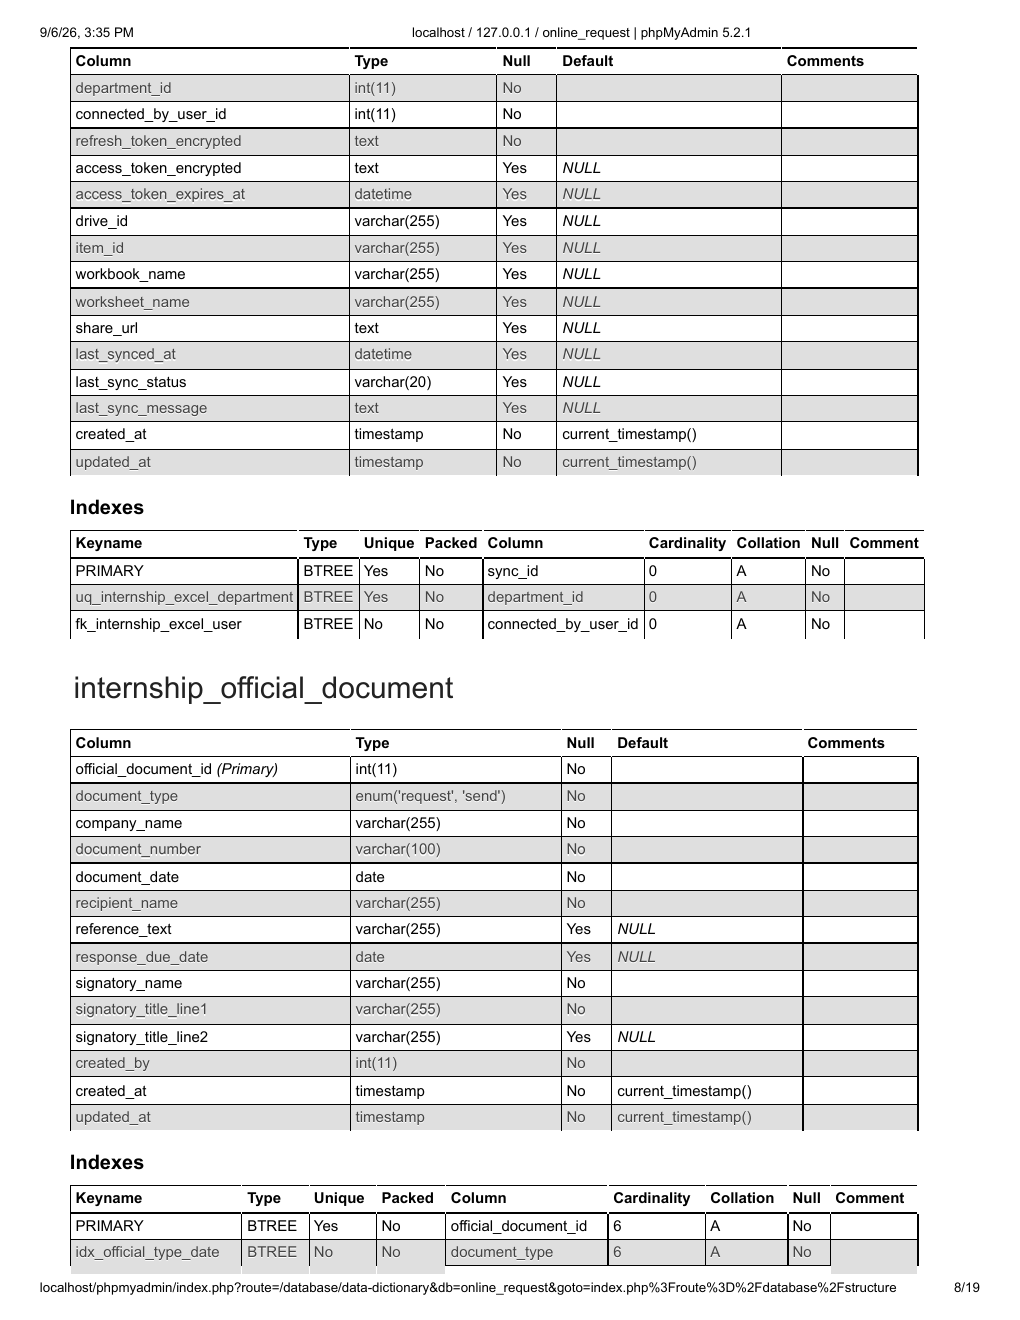 9/6/26, 3:35 PM localhost / 127.0.0.1 / online_request | phpMyAdmin 5.2.1
Column Type Null Default Comments
department_id int(11) No
connected_by_user_id int(11) No
refresh_token_encrypted text No
access_token_encrypted text Yes NULL
access_token_expires_at datetime Yes NULL
drive_id varchar(255) Yes NULL
item_id varchar(255) Yes NULL
workbook_name varchar(255) Yes NULL
worksheet_name varchar(255) Yes NULL
share_url text Yes NULL
last_synced_at datetime Yes NULL
last_sync_status varchar(20) Yes NULL
last_sync_message text Yes NULL
created_at timestamp No current_timestamp()
updated_at timestamp No current_timestamp()
Indexes
Keyname Type Unique Packed Column Cardinality Collation Null Comment
PRIMARY BTREE Yes No sync_id 0 A No
uq_internship_excel_department BTREE Yes No department_id 0 A No
fk_internship_excel_user BTREE No No connected_by_user_id 0 A No
internship_official_document
Column Type Null Default Comments
official_document_id (Primary) int(11) No
document_type enum('request', 'send') No
company_name varchar(255) No
document_number varchar(100) No
document_date date No
recipient_name varchar(255) No
reference_text varchar(255) Yes NULL
response_due_date date Yes NULL
signatory_name varchar(255) No
signatory_title_line1 varchar(255) No
signatory_title_line2 varchar(255) Yes NULL
created_by int(11) No
created_at timestamp No current_timestamp()
updated_at timestamp No current_timestamp()
Indexes
Keyname Type Unique Packed Column Cardinality Collation Null Comment
PRIMARY BTREE Yes No official_document_id 6 A No
idx_official_type_date BTREE No No document_type 6 A No
localhost/phpmyadmin/index.php?route=/database/data-dictionary&db=online_request&goto=index.php%3Froute%3D%2Fdatabase%2Fstructure 8/19